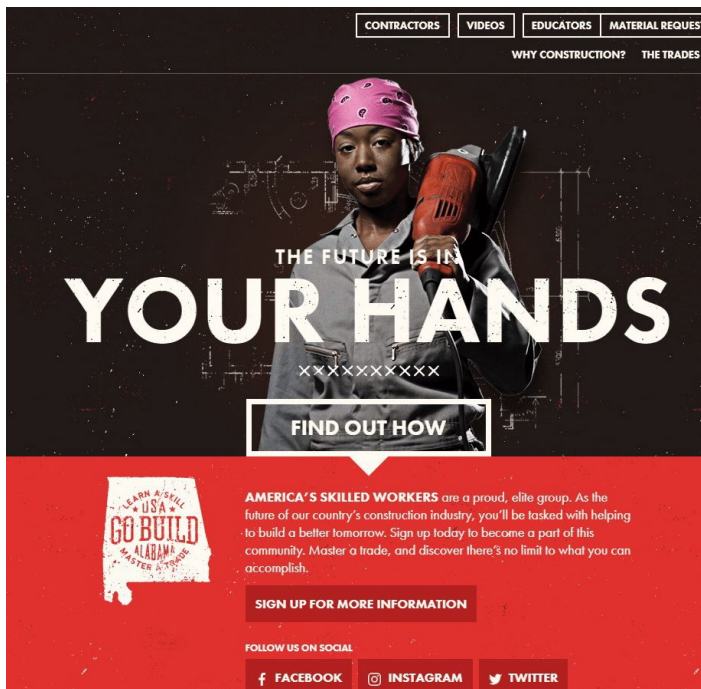 CONTRACTORS VIDEOS EDUCATORS MATERIAL REQUEST
WHY CONSTRUCTION? THE TRADES
THE FUTURE IS IN
YOUR HANDS
XXXXXXXXXX
FIND OUT HOW
LEARN A SKILL
USA
GO BUILD
ALABAMA
MASTER A TRADE
AMERICA'S SKILLED WORKERS are a proud, elite group. As the
future of our country's construction industry, you'll be tasked with helping
to build a better tomorrow. Sign up today to become a part of this
community. Master a trade, and discover there's no limit to what you can
accomplish.
SIGN UP FOR MORE INFORMATION
FOLLOW US ON SOCIAL
FACEBOOK INSTAGRAM TWITTER